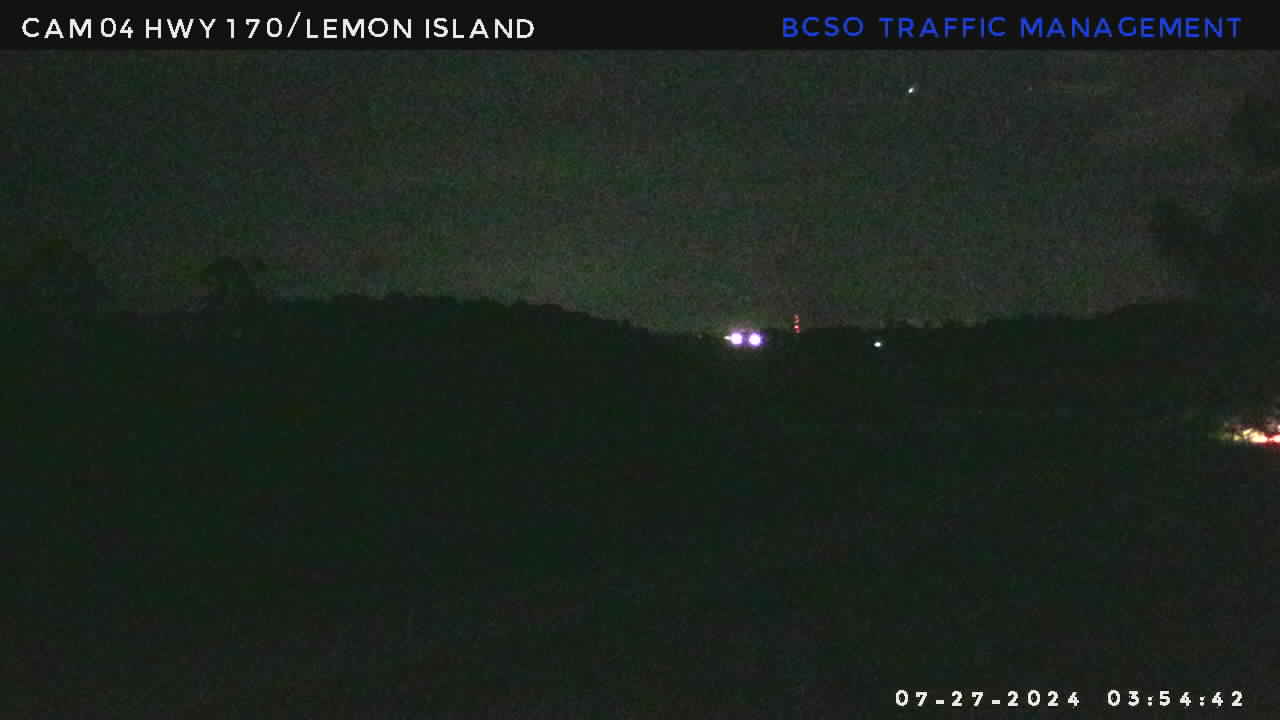 CAM04 HWY 170/LEMON ISLAND
BCSO TRAFFIC MANAGEMENT
07-27-2024 03:54:42